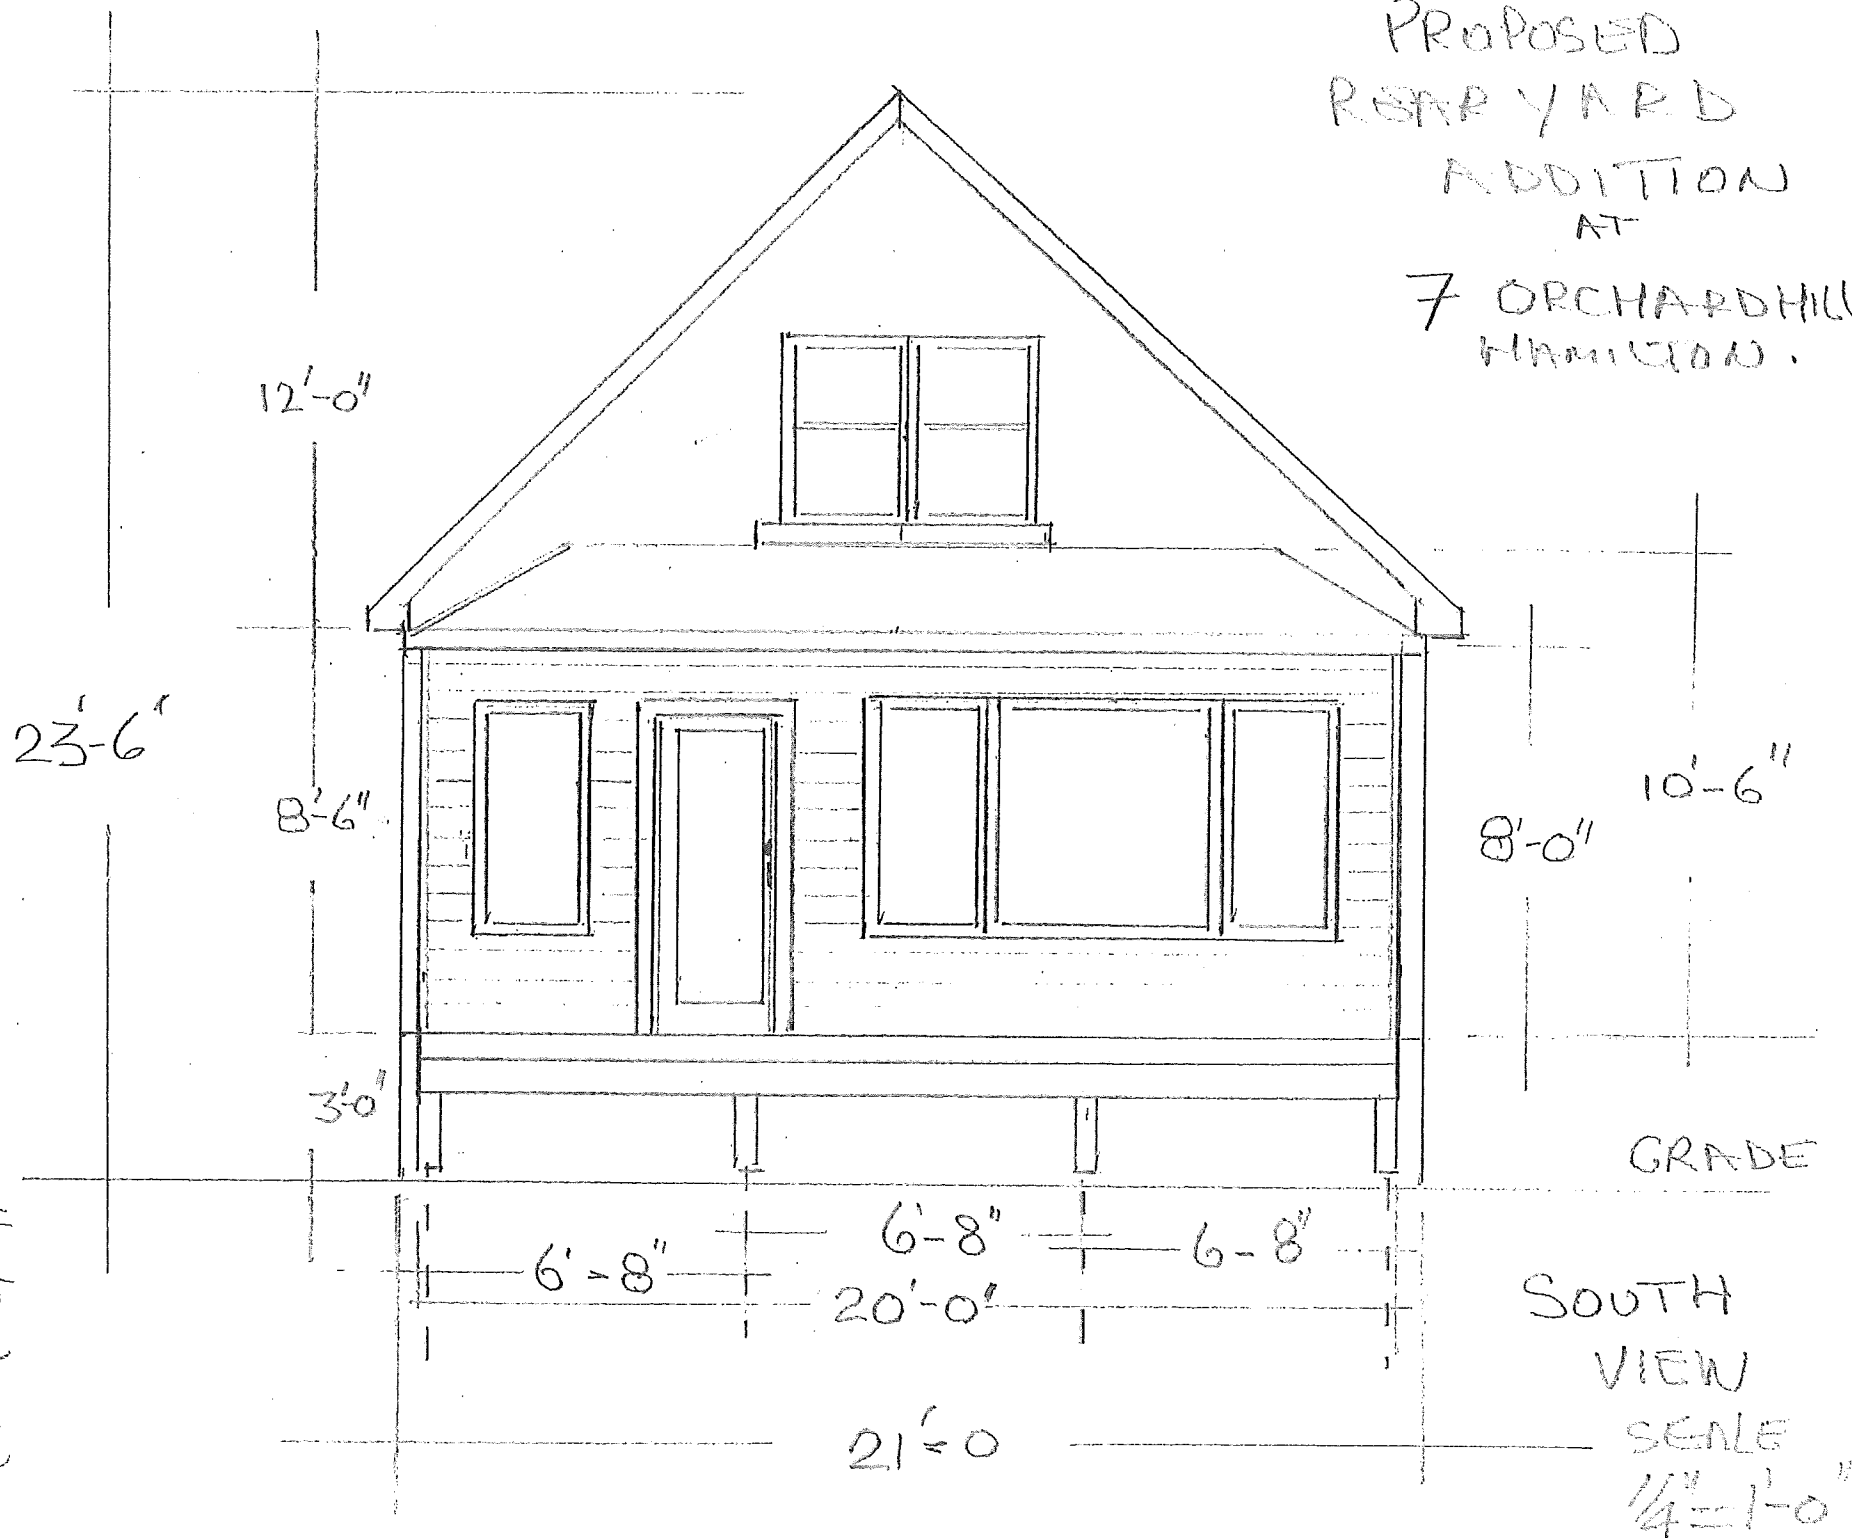 PROPOSED
REAR YARD
ADDITION
AT
7 ORCHARDHILL
HAMILTON.
12'-0"
23'-6"
8'-6"
10'-6"
8'-0"
3'-0"
GRADE
6'-8"
6'-8"
6-8"
20'-0"
21'-0
SOUTH
VIEW
SCALE
1/4"=1'-0"